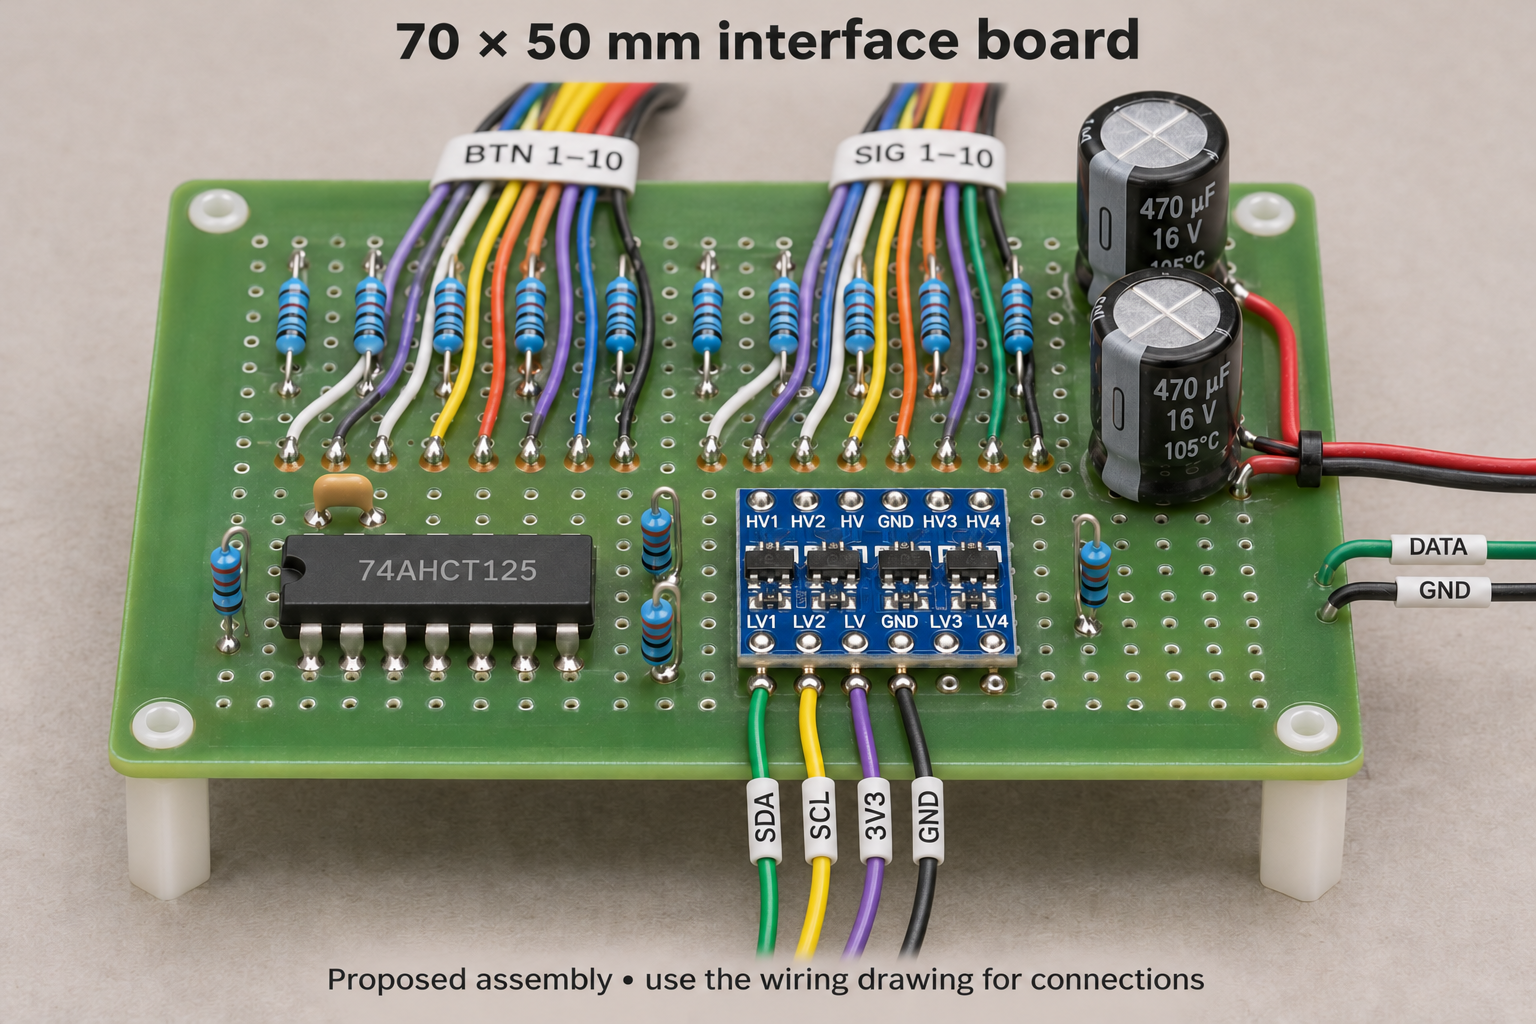 70 × 50 mm interface board
BTN 1–10
SIG 1–10
470 µF
16 V
105°C
470 µF
16 V
105°C
74AHCT125
HV1 HV2 HV GND HV3 HV4
LV1 LV2 LV GND LV3 LV4
DATA
GND
SDA
SCL
3V3
GND
Proposed assembly • use the wiring drawing for connections